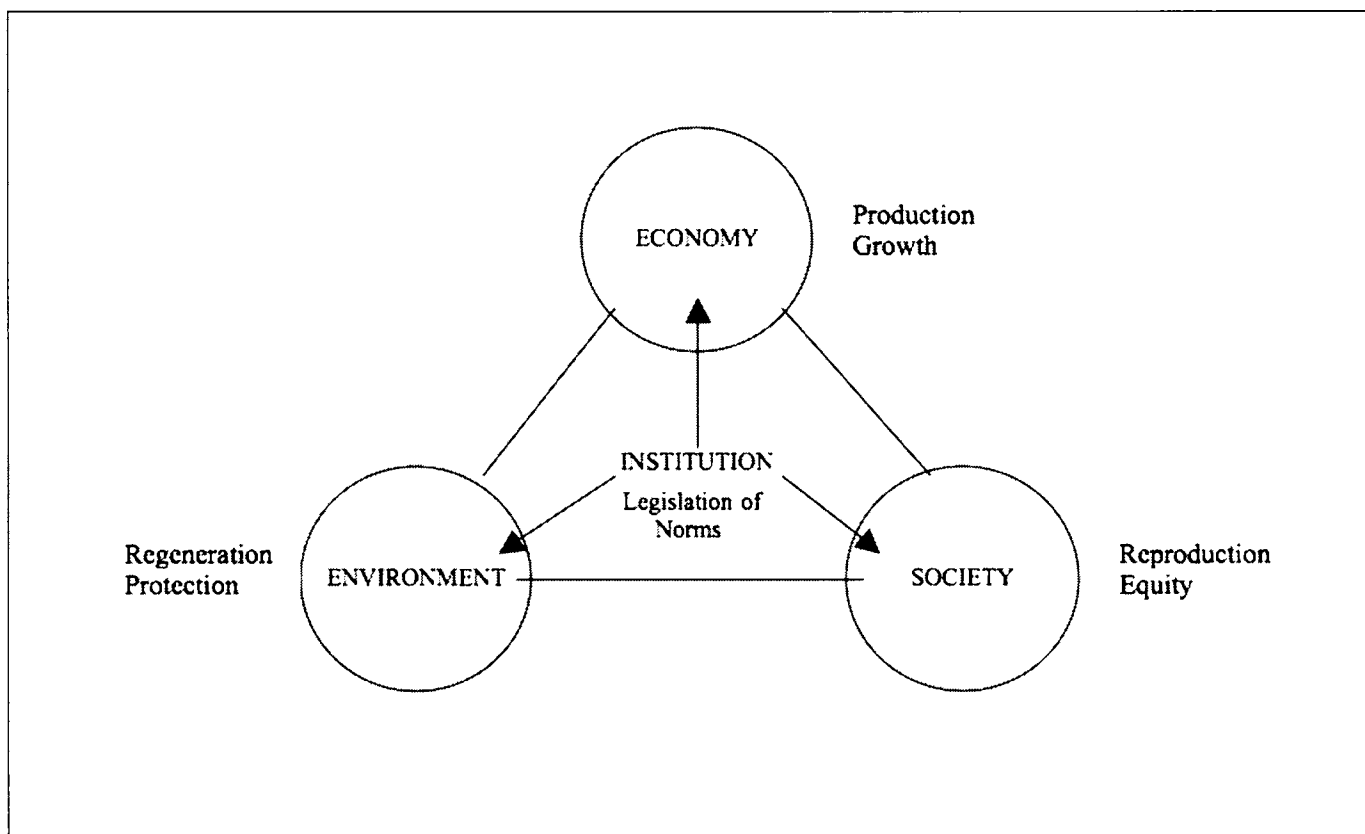 ECONOMY
Production
Growth
INSTITUTION
Legislation of
Norms
Regeneration
Protection
ENVIRONMENT
SOCIETY
Reproduction
Equity